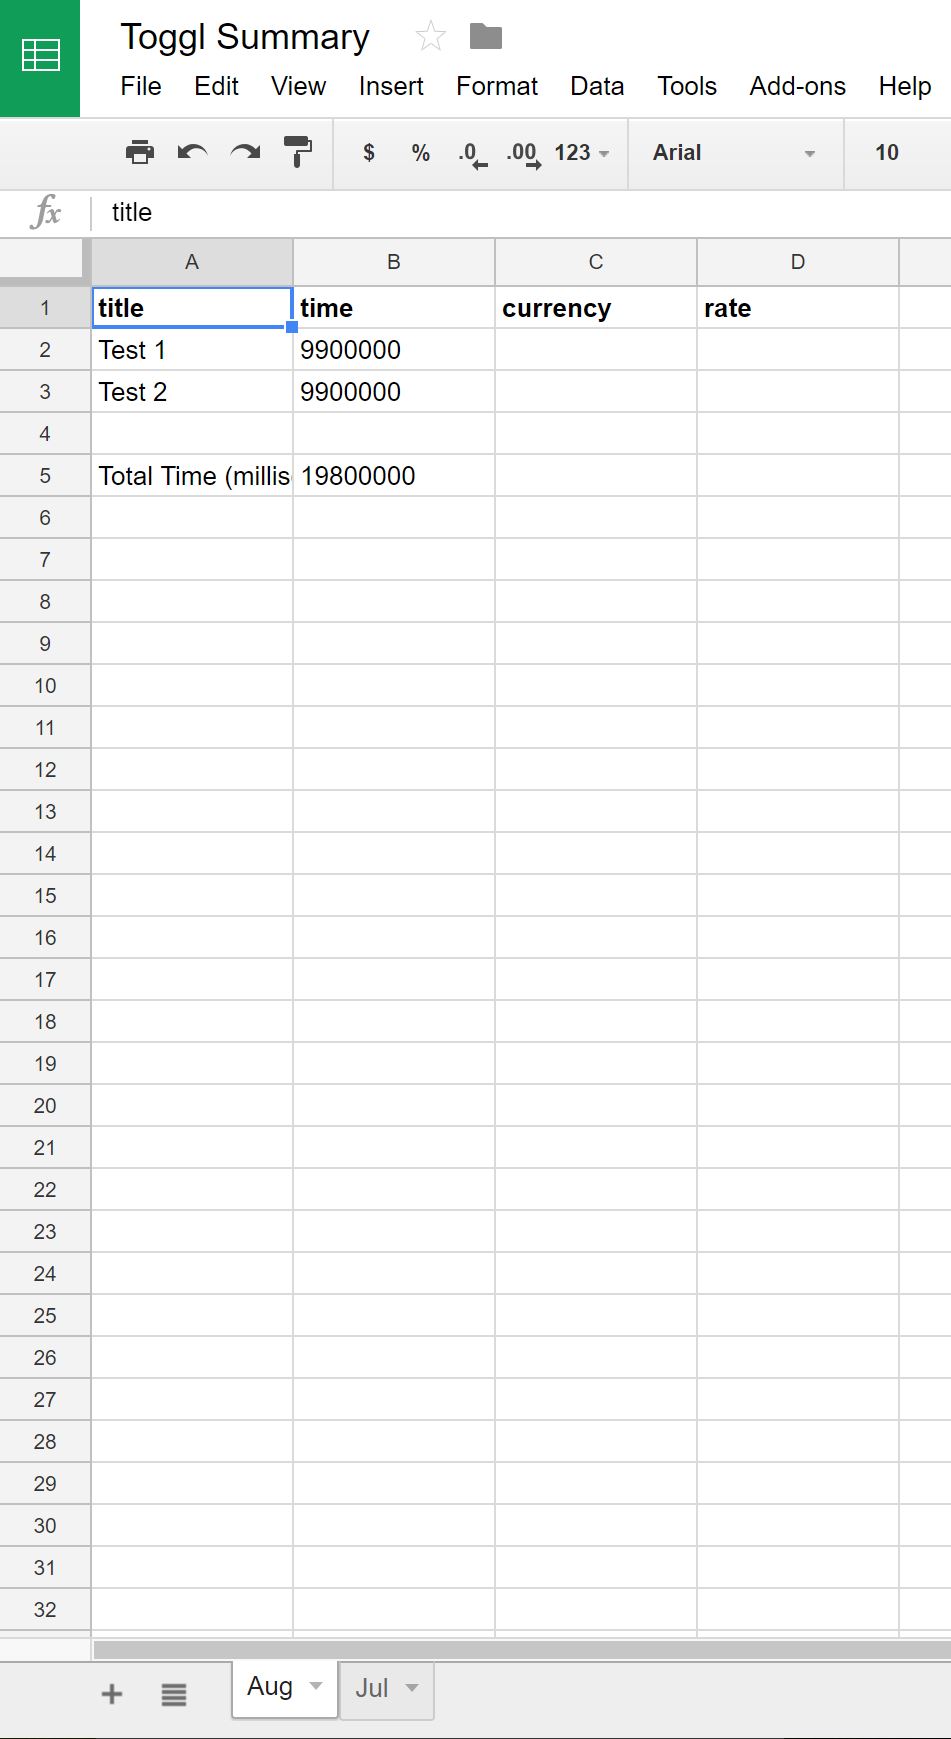 Toggl Summary
File Edit View Insert Format Data Tools Add-ons Help
$ % .0 .00 123 Arial 10
fx title
A B C D
1 title time currency rate
2 Test 1 9900000
3 Test 2 9900000
4
5 Total Time (millis 19800000
6
7
8
9
10
11
12
13
14
15
16
17
18
19
20
21
22
23
24
25
26
27
28
29
30
31
32
+ Aug Jul